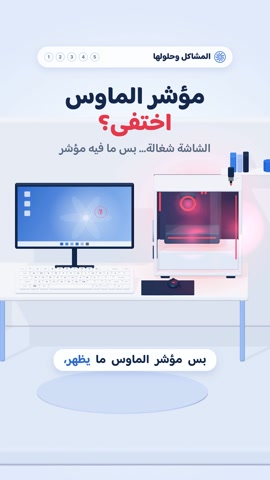 المشاكل وحلولها
1 2 3 4 5
مؤشر الماوس
اختفى؟
الشاشة شغالة... بس ما فيه مؤشر
?
بس مؤشر الماوس ما يظهر،